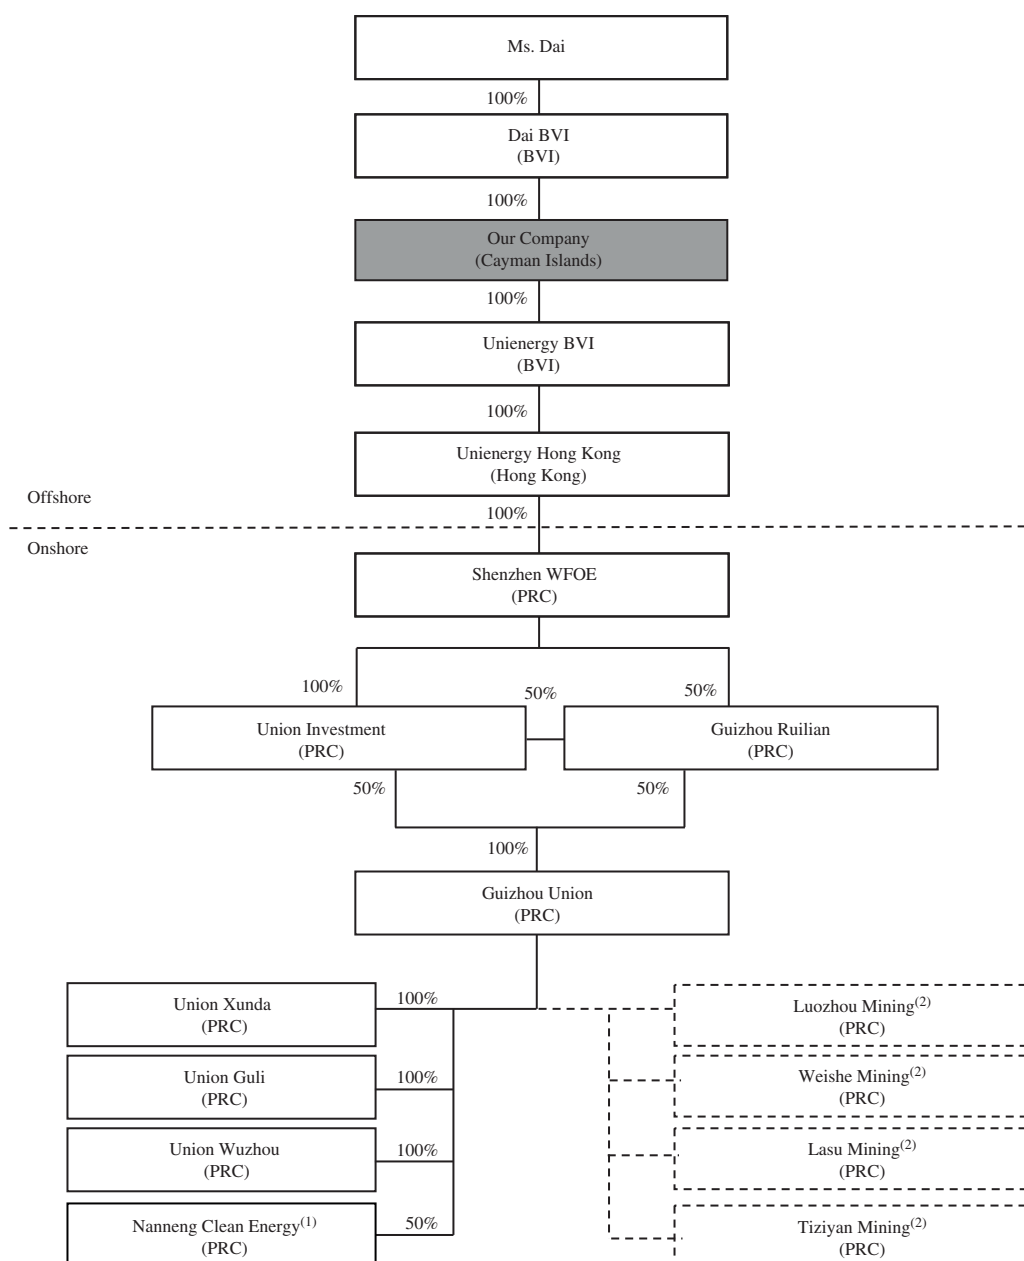 Ms. Dai
100%
Dai BVI
(BVI)
100%
Our Company
(Cayman Islands)
100%
Unienergy BVI
(BVI)
100%
Unienergy Hong Kong
(Hong Kong)
Offshore
100%
Onshore
Shenzhen WFOE
(PRC)
100%
50%
50%
Union Investment
(PRC)
Guizhou Ruilian
(PRC)
50%
50%
100%
Guizhou Union
(PRC)
Union Xunda
(PRC)
100%
Luozhou Mining(2)
(PRC)
Union Guli
(PRC)
100%
Weishe Mining(2)
(PRC)
Union Wuzhou
(PRC)
100%
Lasu Mining(2)
(PRC)
Nanneng Clean Energy(1)
(PRC)
50%
Tiziyan Mining(2)
(PRC)